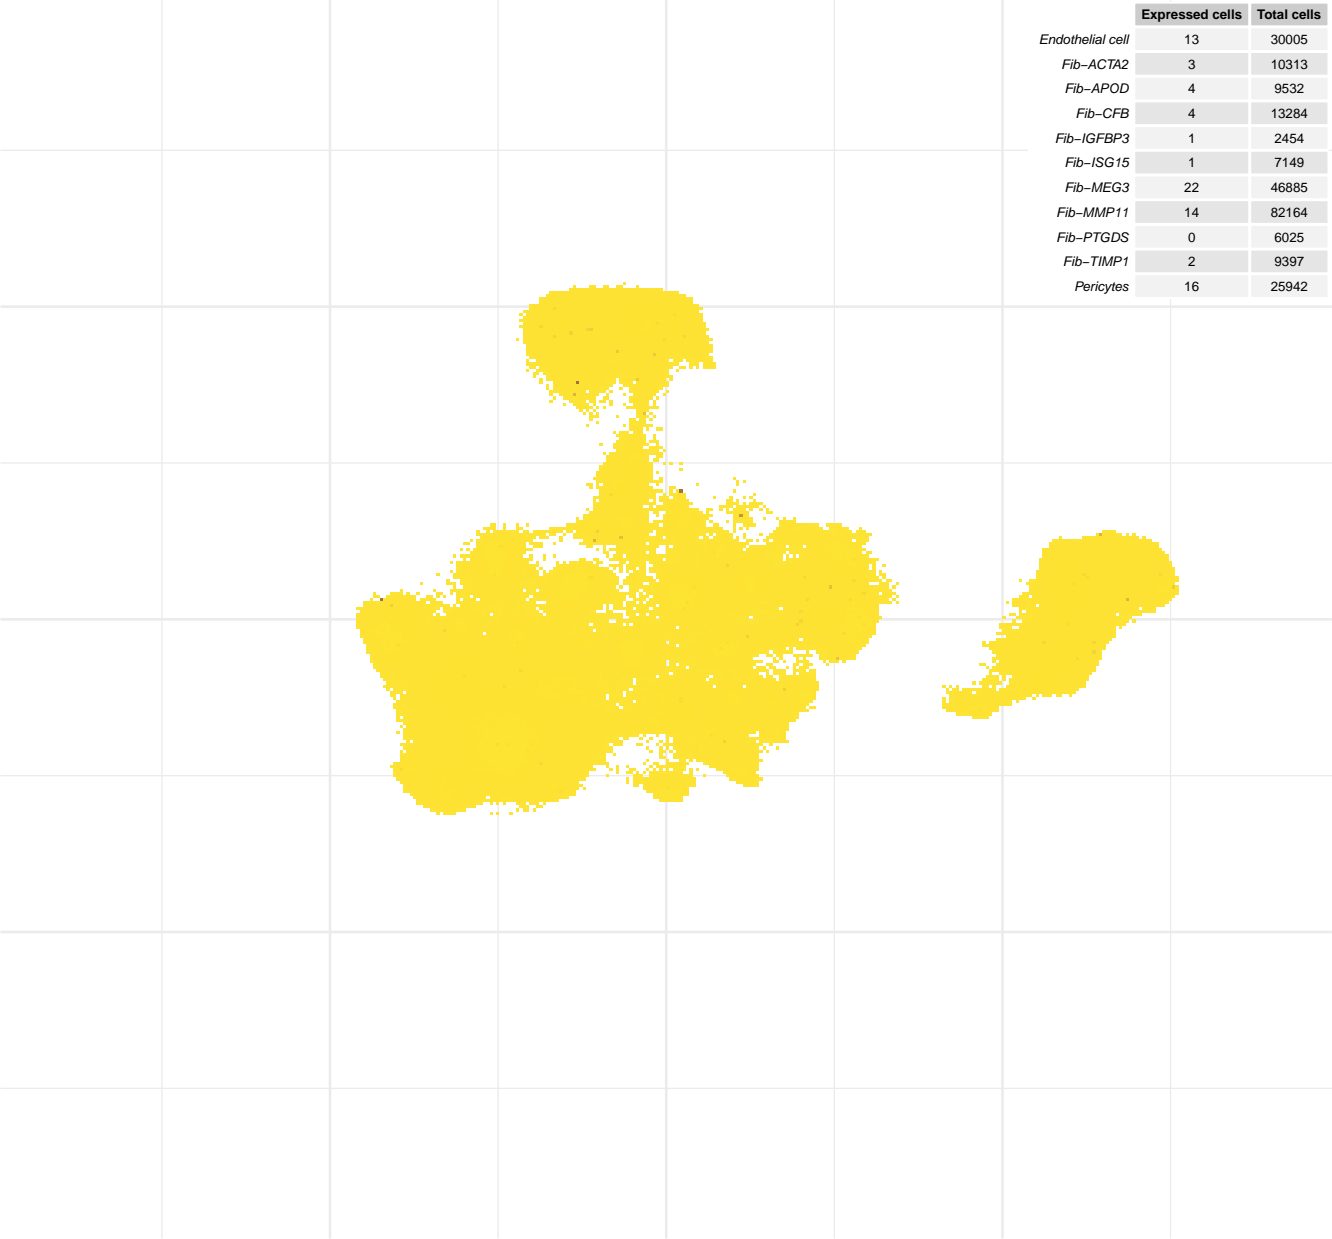 Expressed cells Total cells
Endothelial cell 13 30005
Fib−ACTA2 3 10313
Fib−APOD 4 9532
Fib−CFB 4 13284
Fib−IGFBP3 1 2454
Fib−ISG15 1 7149
Fib−MEG3 22 46885
Fib−MMP11 14 82164
Fib−PTGDS 0 6025
Fib−TIMP1 2 9397
Pericytes 16 25942